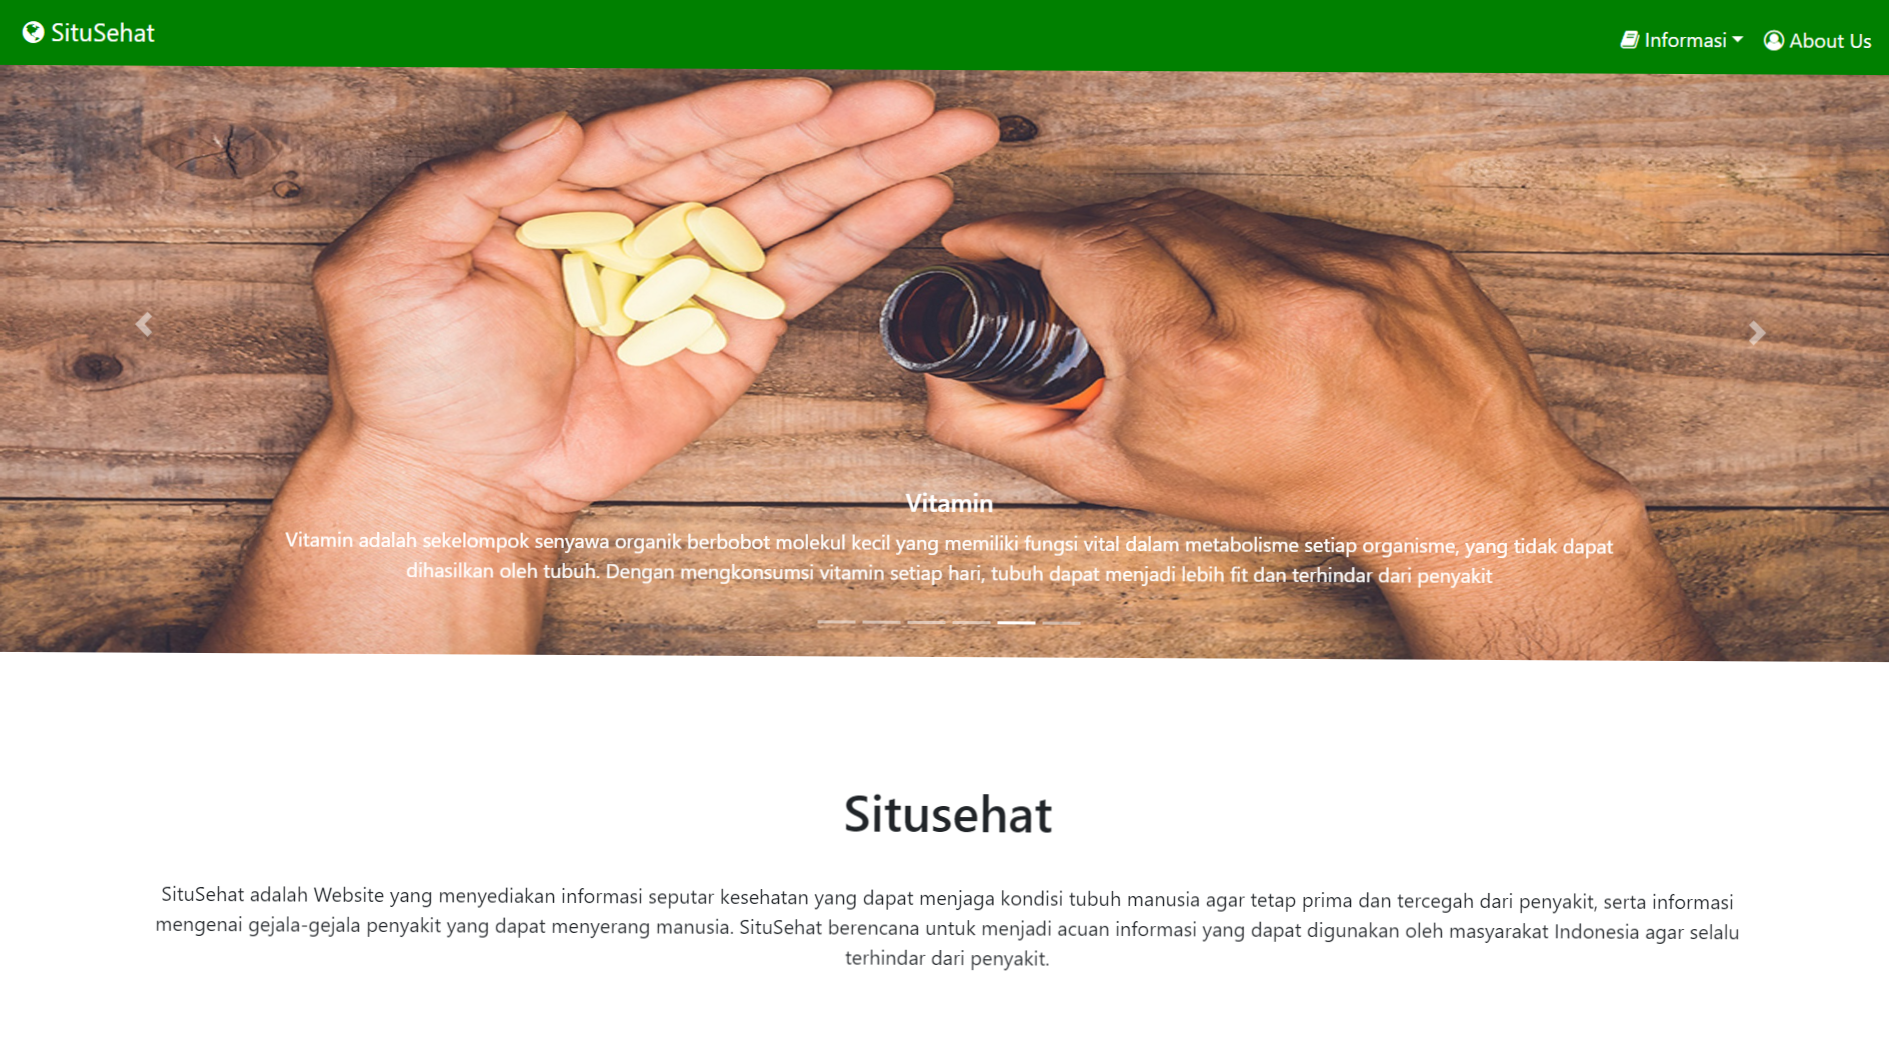 SituSehat
Informasi
About Us
Vitamin
Vitamin adalah sekelompok senyawa organik berbobot molekul kecil yang memiliki fungsi vital dalam metabolisme setiap organisme, yang tidak dapat
dihasilkan oleh tubuh. Dengan mengkonsumsi vitamin setiap hari, tubuh dapat menjadi lebih fit dan terhindar dari penyakit
Situsehat
SituSehat adalah Website yang menyediakan informasi seputar kesehatan yang dapat menjaga kondisi tubuh manusia agar tetap prima dan tercegah dari penyakit, serta informasi
mengenai gejala-gejala penyakit yang dapat menyerang manusia. SituSehat berencana untuk menjadi acuan informasi yang dapat digunakan oleh masyarakat Indonesia agar selalu
terhindar dari penyakit.